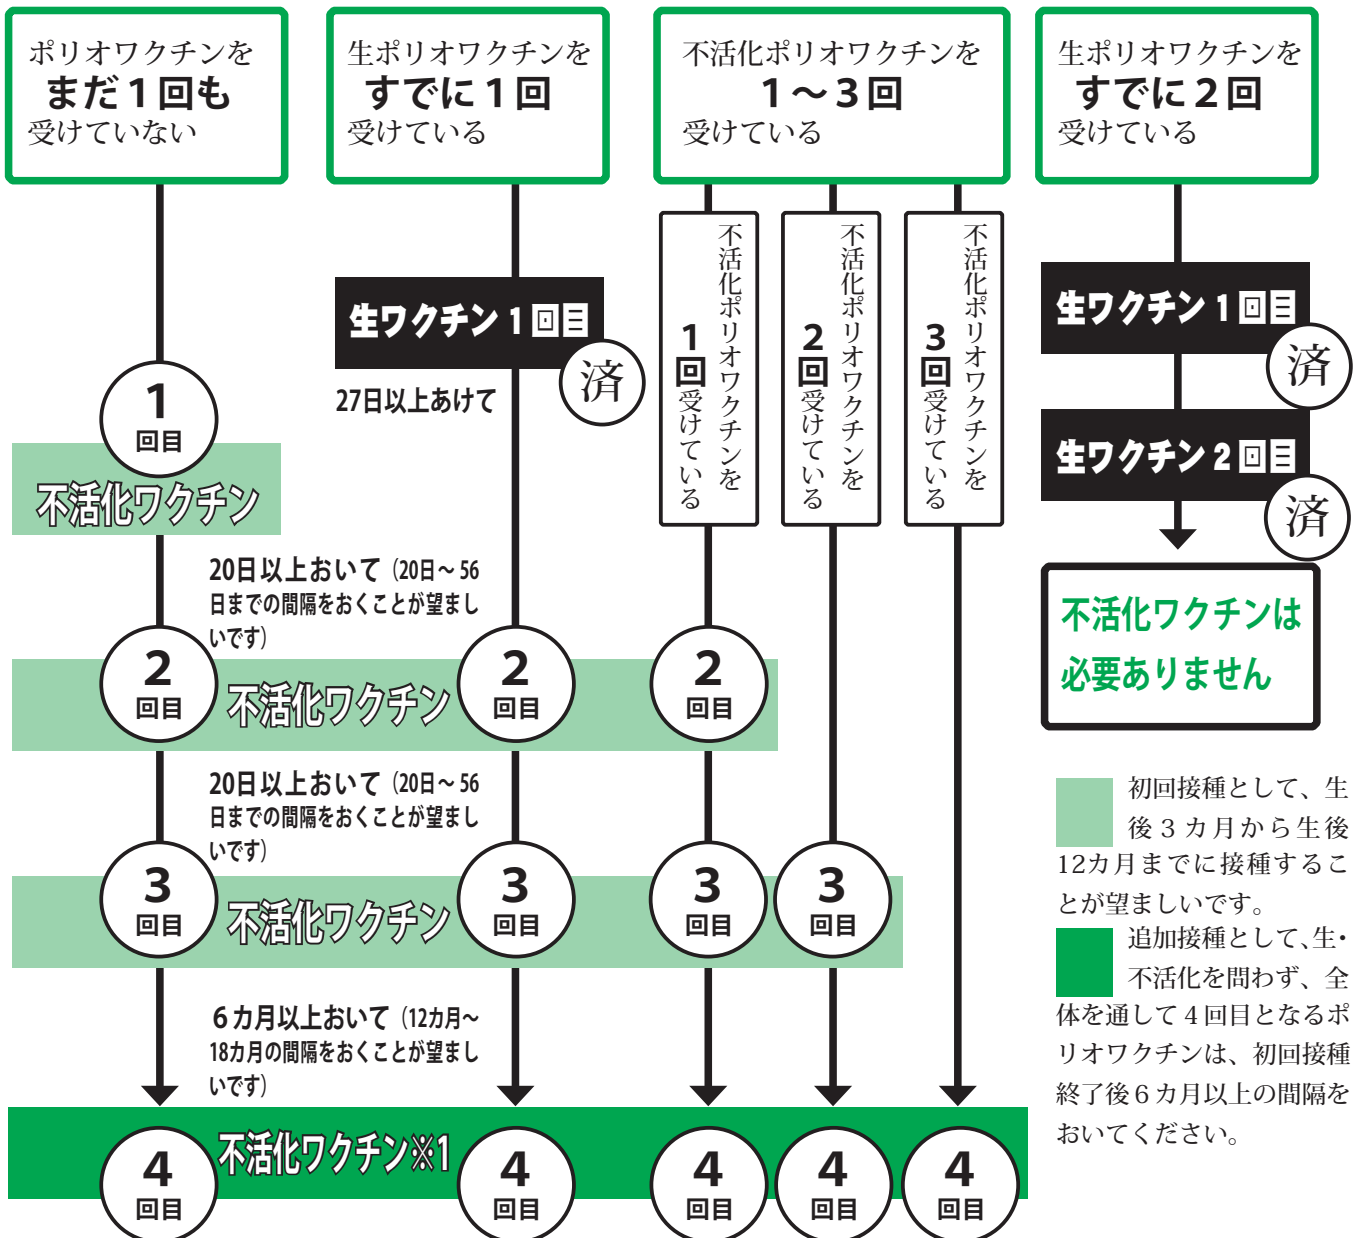 ポリオワクチンを
まだ1回も
受けていない
生ポリオワクチンを
すでに1回
受けている
不活化ポリオワクチンを
1〜3回
受けている
生ポリオワクチンを
すでに2回
受けている
不活化ポリオワクチンを
1回受けている
不活化ポリオワクチンを
2回受けている
不活化ポリオワクチンを
3回受けている
生ワクチン1回目
済
27日以上あけて
生ワクチン1回目
済
生ワクチン2回目
済
不活化ワクチンは
必要ありません
1
回目
不活化ワクチン
20日以上おいて(20日〜56
日までの間隔をおくことが望まし
いです)
2
回目
不活化ワクチン
2
回目
2
回目
20日以上おいて(20日〜56
日までの間隔をおくことが望まし
いです)
3
回目
不活化ワクチン
3
回目
3
回目
3
回目
6カ月以上おいて(12カ月〜
18カ月の間隔をおくことが望まし
いです)
4
回目
不活化ワクチン※1
4
回目
4
回目
4
回目
4
回目
初回接種として、生
後3カ月から生後
12カ月までに接種するこ
とが望ましいです。
追加接種として、生・
不活化を問わず、全
体を通して4回目となるポ
リオワクチンは、初回接種
終了後6カ月以上の間隔を
おいてください。